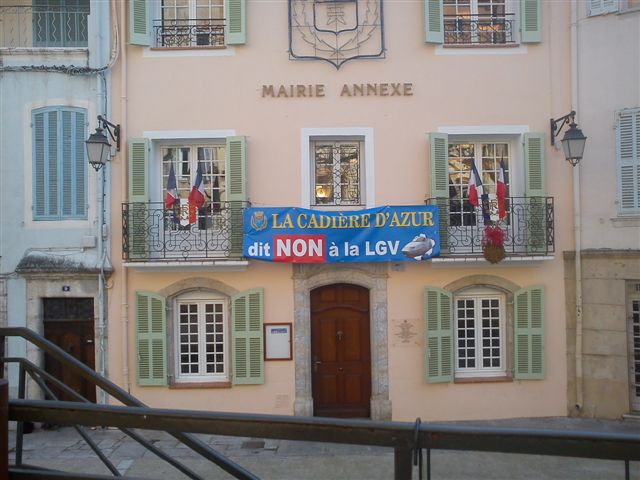 MAIRIE ANNEXE
LA CADIÈRE D'AZUR
dit NON à la LGV